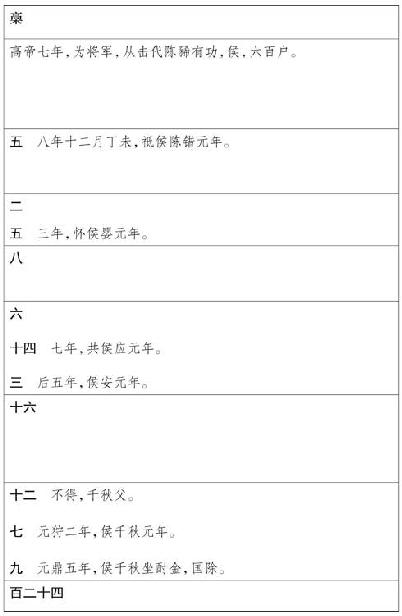 槀
高帝七年,为将军,从击代陈豨有功,侯,六百户。
五 八年十二月丁未,祗侯陈错元年。
二
五 三年,怀侯婴元年。
八
六
十四 七年,共侯应元年。
三 后五年,侯安元年。
十六
十二 不得,千秋父。
七 元狩二年,侯千秋元年。
九 元鼎五年,侯千秋坐酎金,国除。
百二十四